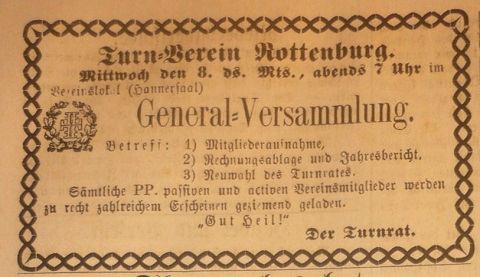 Turn-Verein Rottenburg.
Mittwoch den 3. ds. Mts., abends 7 Uhr im
Vereinslokal (Hannersaal)
General-Versammlung.
Betreff: 1) Mitgliederaufnahme,
2) Rechnungsablage und Jahresbericht.
3) Neuwahl des Turnrates.
Sämtliche PP. passiven und activen Vereinsmitglieder werden
zu recht zahlreichem Erscheinen geziemend geladen.
„Gut Heil!“
Der Turnrat.